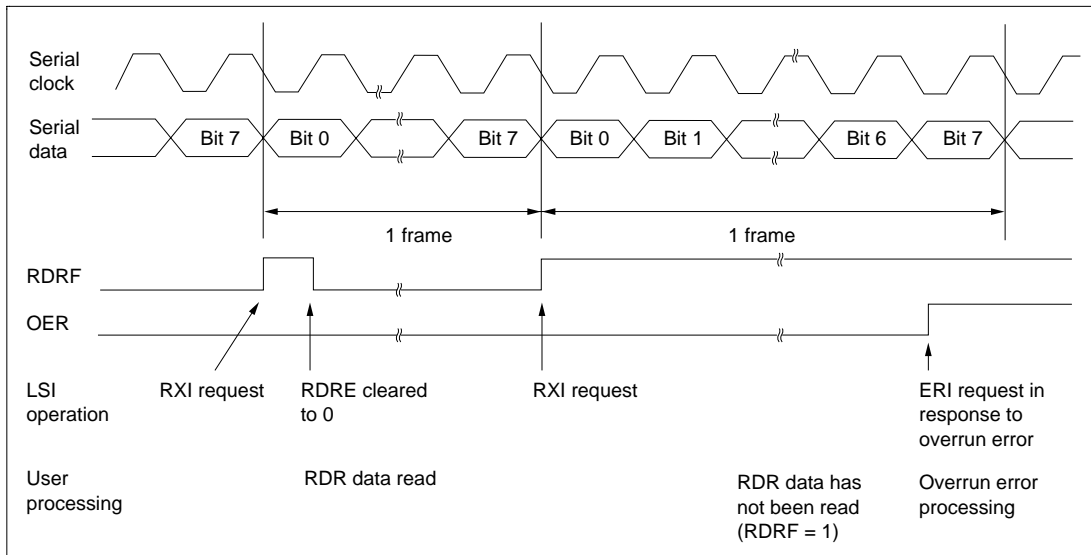 Serial
clock
Serial
data
Bit 7
Bit 0
Bit 7
Bit 0
Bit 1
Bit 6
Bit 7
1 frame
1 frame
RDRF
OER
LSI
operation
RXI request
RDRE cleared
to 0
RXI request
ERI request in
response to
overrun error
User
processing
RDR data read
RDR data has
not been read
(RDRF = 1)
Overrun error
processing